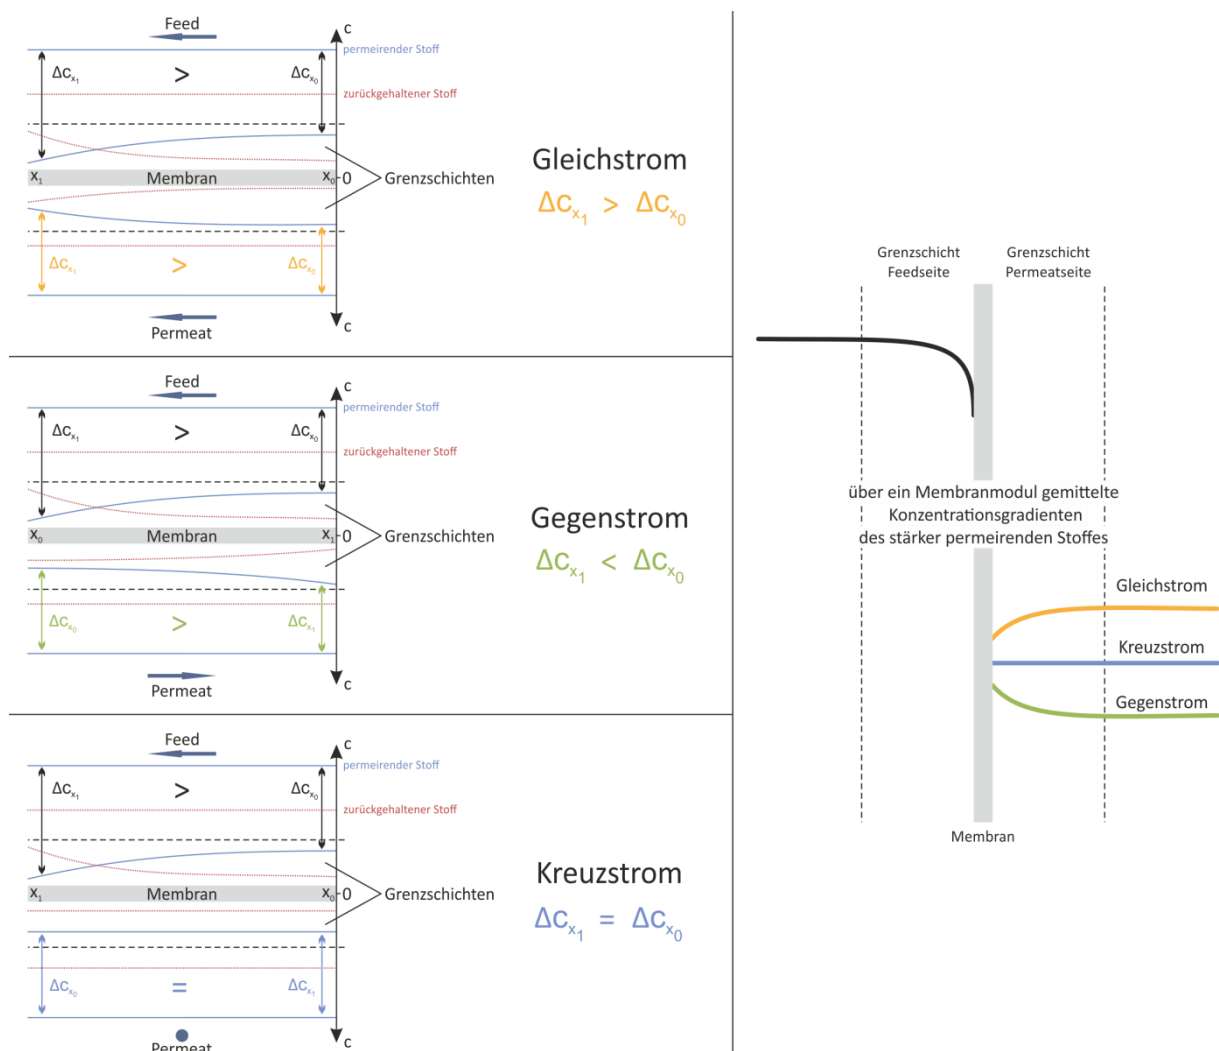 Feed
c
permeirender Stoff
Δcx₁ > Δcx₀
zurückgehaltener Stoff
x₁ Membran x₀ 0 Grenzschichten
Δcx₁ > Δcx₀
Permeat
c
Gleichstrom
Δcx₁ > Δcx₀
Feed
c
permeirender Stoff
Δcx₁ > Δcx₀
zurückgehaltener Stoff
x₀ Membran x₁ 0 Grenzschichten
Δcx₀ > Δcx₁
Permeat
c
Gegenstrom
Δcx₁ < Δcx₀
Feed
c
permeirender Stoff
Δcx₁ > Δcx₀
zurückgehaltener Stoff
x₁ Membran x₀ 0 Grenzschichten
Δcx₀ = Δcx₁
Permeat
c
Kreuzstrom
Δcx₁ = Δcx₀
Grenzschicht
Feedseite
Grenzschicht
Permeatseite
über ein Membranmodul gemittelte
Konzentrationsgradienten
des stärker permeirenden Stoffes
Gleichstrom
Kreuzstrom
Gegenstrom
Membran